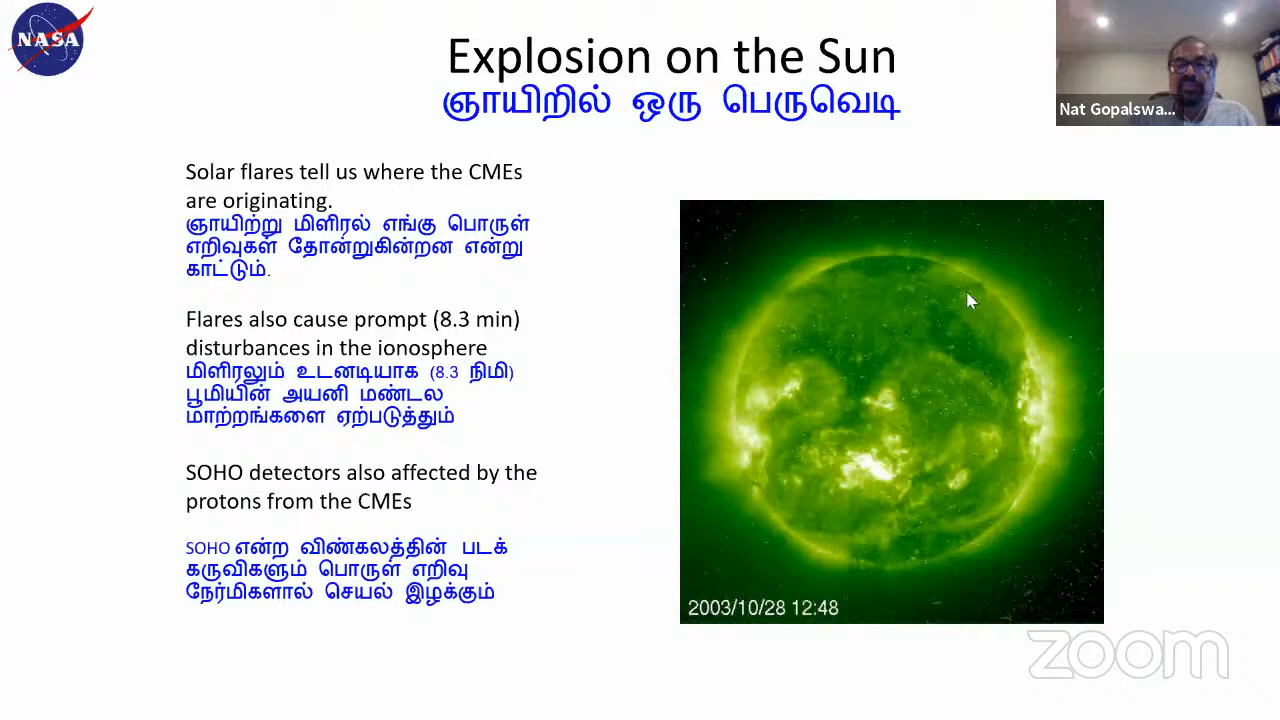 NASA
Explosion on the Sun
ஞாயிறில் ஒரு பெருவெடி
Nat Gopalswa...
Solar flares tell us where the CMEs
are originating.
ஞாயிற்று மிளிரல் எங்கு பொருள்
எறிவுகள் தோன்றுகின்றன என்று
காட்டும்.
Flares also cause prompt (8.3 min)
disturbances in the ionosphere
மிளிரலும் உடனடியாக (8.3 நிமி)
பூமியின் அயனி மண்டல
மாற்றங்களை ஏற்படுத்தும்
SOHO detectors also affected by the
protons from the CMEs
SOHO என்ற விண்கலத்தின் படக்
கருவிகளும் பொருள் எறிவு
நேர்மிகளால் செயல் இழக்கும்
2003/10/28 12:48
zoom